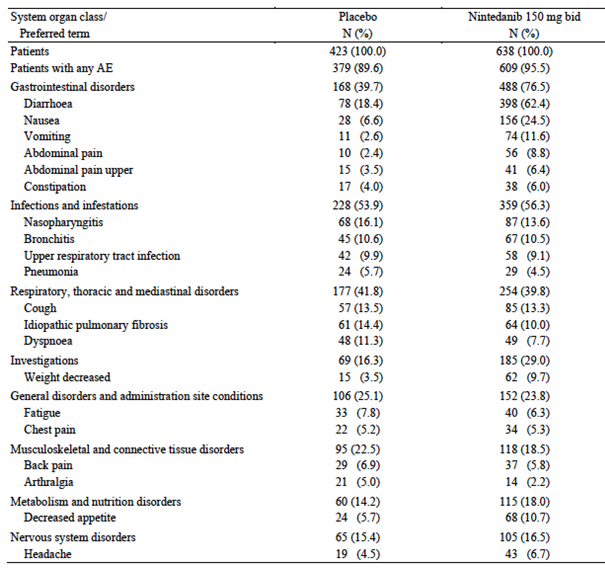 System organ class/ Placebo Nintedanib 150 mg bid
Preferred term N (%) N (%)
Patients 423 (100.0) 638 (100.0)
Patients with any AE 379 (89.6) 609 (95.5)
Gastrointestinal disorders 168 (39.7) 488 (76.5)
Diarrhoea 78 (18.4) 398 (62.4)
Nausea 28 (6.6) 156 (24.5)
Vomiting 11 (2.6) 74 (11.6)
Abdominal pain 10 (2.4) 56 (8.8)
Abdominal pain upper 15 (3.5) 41 (6.4)
Constipation 17 (4.0) 38 (6.0)
Infections and infestations 228 (53.9) 359 (56.3)
Nasopharyngitis 68 (16.1) 87 (13.6)
Bronchitis 45 (10.6) 67 (10.5)
Upper respiratory tract infection 42 (9.9) 58 (9.1)
Pneumonia 24 (5.7) 29 (4.5)
Respiratory, thoracic and mediastinal disorders 177 (41.8) 254 (39.8)
Cough 57 (13.5) 85 (13.3)
Idiopathic pulmonary fibrosis 61 (14.4) 64 (10.0)
Dyspnoea 48 (11.3) 49 (7.7)
Investigations 69 (16.3) 185 (29.0)
Weight decreased 15 (3.5) 62 (9.7)
General disorders and administration site conditions 106 (25.1) 152 (23.8)
Fatigue 33 (7.8) 40 (6.3)
Chest pain 22 (5.2) 34 (5.3)
Musculoskeletal and connective tissue disorders 95 (22.5) 118 (18.5)
Back pain 29 (6.9) 37 (5.8)
Arthralgia 21 (5.0) 14 (2.2)
Metabolism and nutrition disorders 60 (14.2) 115 (18.0)
Decreased appetite 24 (5.7) 68 (10.7)
Nervous system disorders 65 (15.4) 105 (16.5)
Headache 19 (4.5) 43 (6.7)